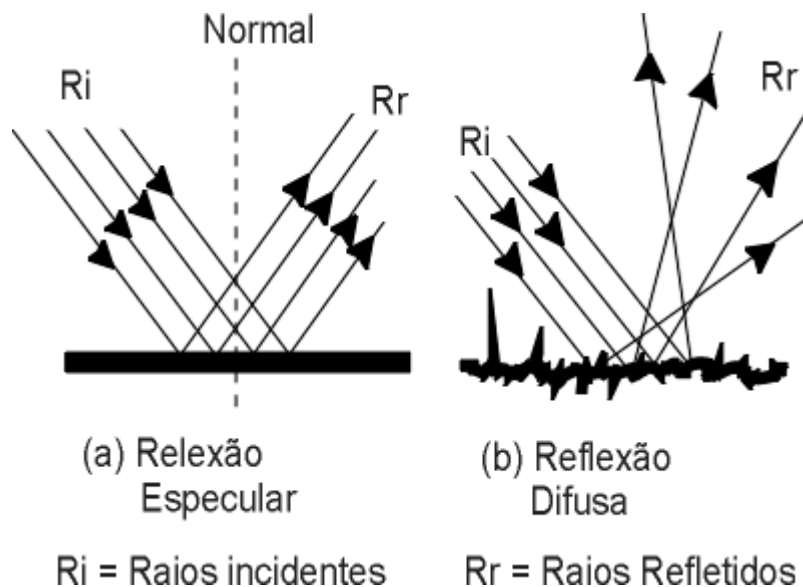 Normal
Ri
Rr
Ri
Rr
(a) Relexão
Especular
(b) Reflexão
Difusa
Ri = Raios incidentes
Rr = Raios Refletidos